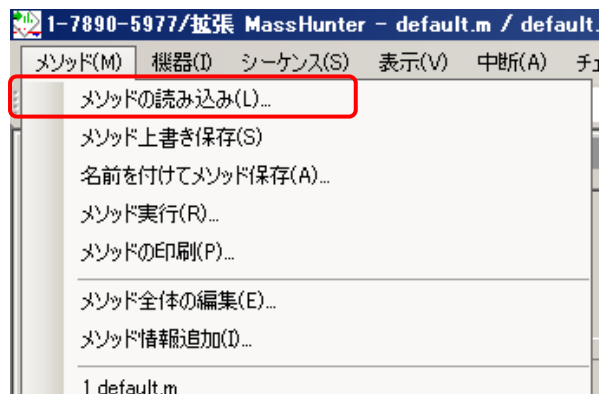 1-7890-5977/拡張 MassHunter - default.m / default.
メソッド(M) 機器(I) シーケンス(S) 表示(V) 中断(A)
メソッドの読み込み(L)...
メソッド上書き保存(S)
名前を付けてメソッド保存(A)...
メソッド実行(R)...
メソッドの印刷(P)...
メソッド全体の編集(E)...
メソッド情報追加(I)...
1 default.m